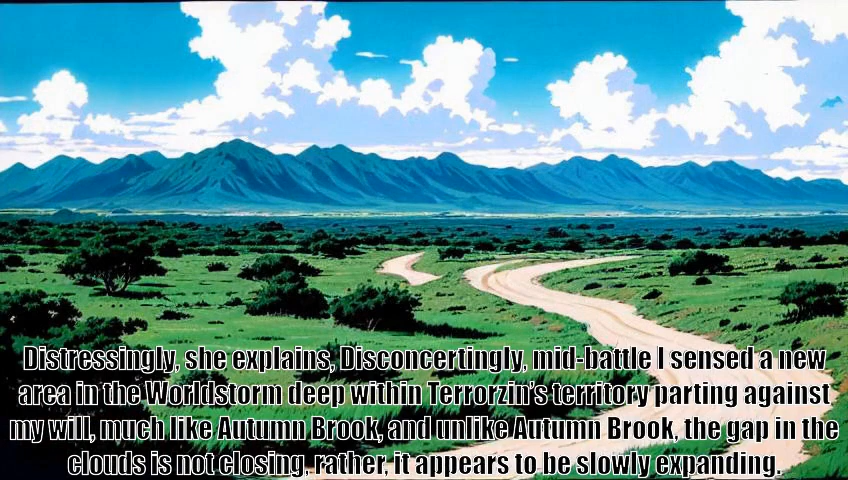 Distressingly, she explains, Disconcertingly, mid-battle I sensed a new
area in the Worldstorm deep within Terrorzin's territory parting against
my will, much like Autumn Brook, and unlike Autumn Brook, the gap in the
clouds is not closing, rather, it appears to be slowly expanding.